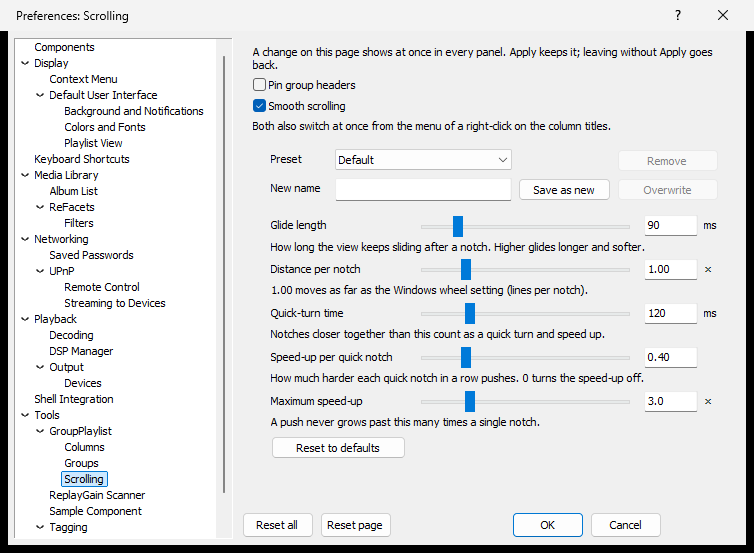 Preferences: Scrolling
?
Components
Display
Context Menu
Default User Interface
Background and Notifications
Colors and Fonts
Playlist View
Keyboard Shortcuts
Media Library
Album List
ReFacets
Filters
Networking
Saved Passwords
UPnP
Remote Control
Streaming to Devices
Playback
Decoding
DSP Manager
Output
Devices
Shell Integration
Tools
GroupPlaylist
Columns
Groups
Scrolling
ReplayGain Scanner
Sample Component
Tagging
A change on this page shows at once in every panel. Apply keeps it; leaving without Apply goes
back.
Pin group headers
Smooth scrolling
Both also switch at once from the menu of a right-click on the column titles.
Preset Default Remove
New name Save as new Overwrite
Glide length 90 ms
How long the view keeps sliding after a notch. Higher glides longer and softer.
Distance per notch 1.00 ×
1.00 moves as far as the Windows wheel setting (lines per notch).
Quick-turn time 120 ms
Notches closer together than this count as a quick turn and speed up.
Speed-up per quick notch 0.40
How much harder each quick notch in a row pushes. 0 turns the speed-up off.
Maximum speed-up 3.0 ×
A push never grows past this many times a single notch.
Reset to defaults
Reset all Reset page OK Cancel